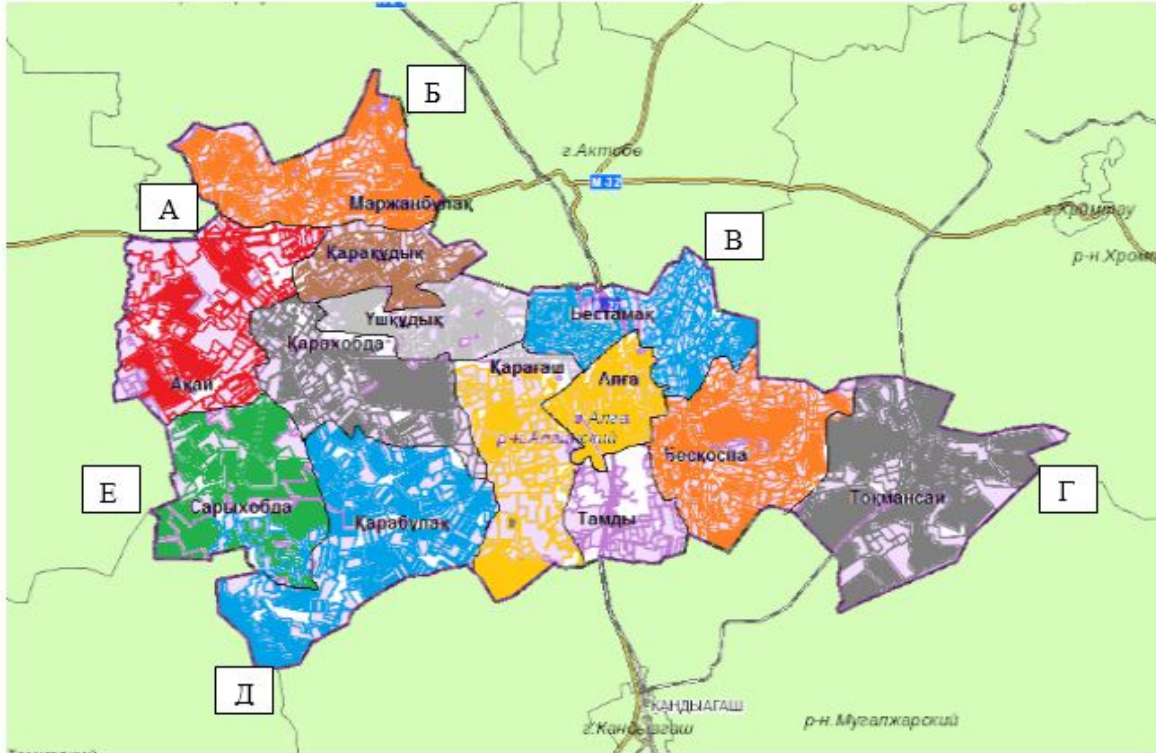 Б
г.Актобе
М 32
А
Маржанбұлақ
г.Хромтау
В
р-н.Хром
Қарақұдық
Бестамақ
Үшқұдық
Қарахобда
Қарағаш
Алға
Ақай
г.Алга
р-н.Алгинский
Бесқоспа
Е
Г
Сарыхобда
Тоқмансай
Қарабұлақ
Тамды
Д
КАНДЫАГАШ
г.Кандыагаш
р-н.Мугалжарский